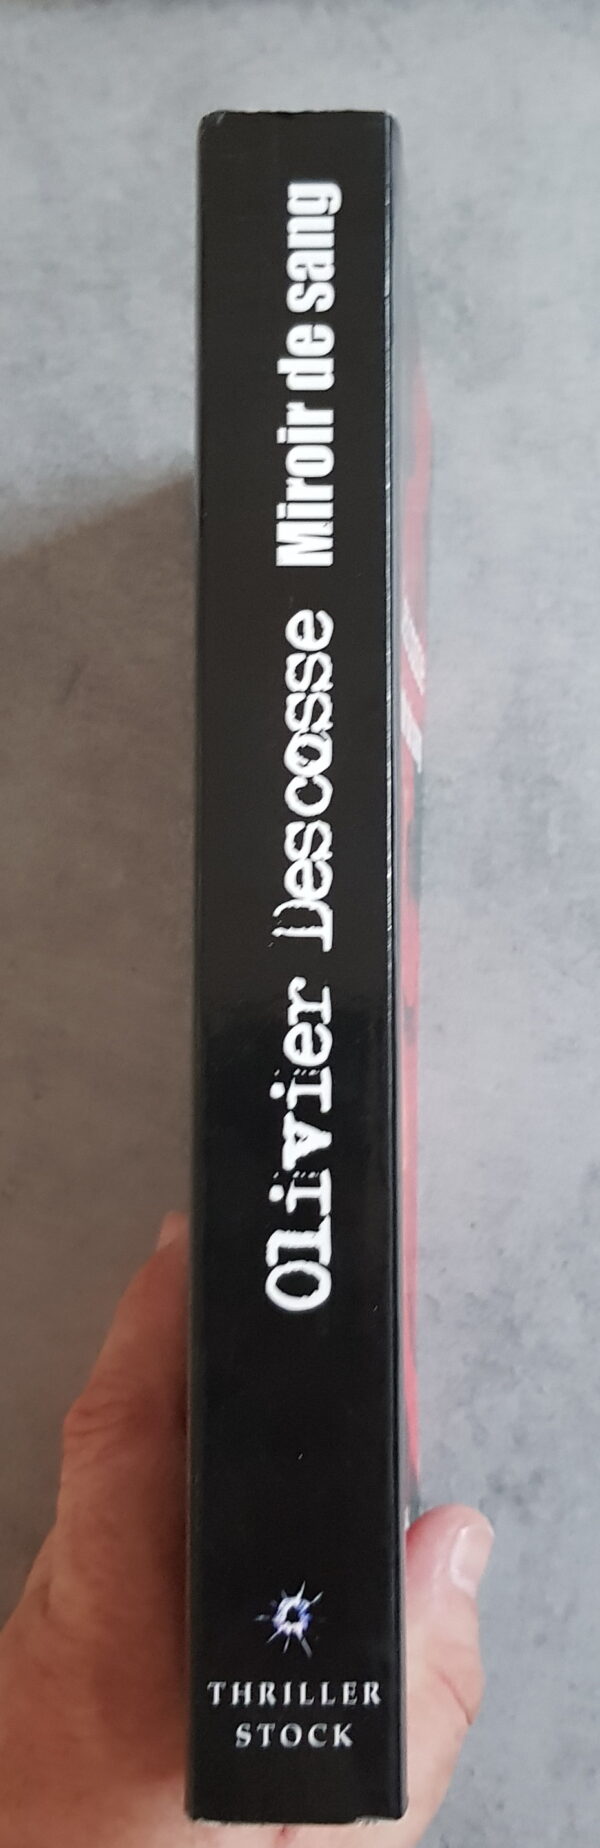 Olivier Descosse Miroir de sang
THRILLER
STOCK